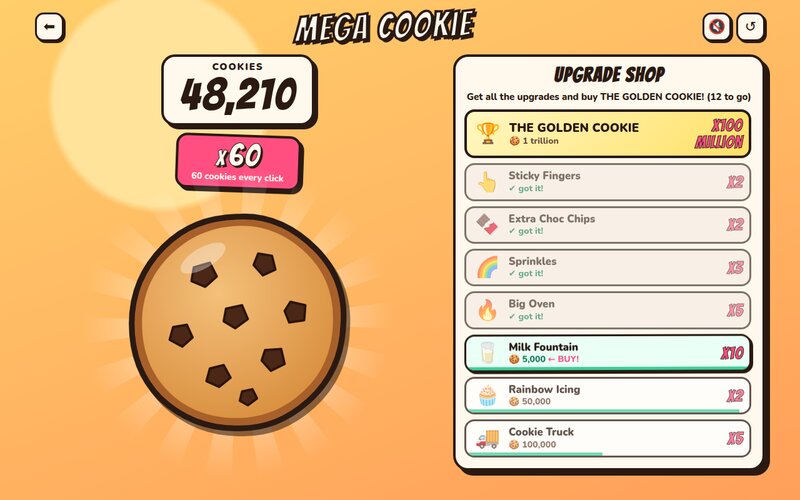 MEGA COOKIE
COOKIES
48,210
x60
60 cookies every click
UPGRADE SHOP
Get all the upgrades and buy THE GOLDEN COOKIE! (12 to go)
THE GOLDEN COOKIE
1 trillion
X100
MILLION
Sticky Fingers
✔ got it!
X2
Extra Choc Chips
✔ got it!
X2
Sprinkles
✔ got it!
X3
Big Oven
✔ got it!
X5
Milk Fountain
5,000 ← BUY!
X10
Rainbow Icing
50,000
X2
Cookie Truck
100,000
X5